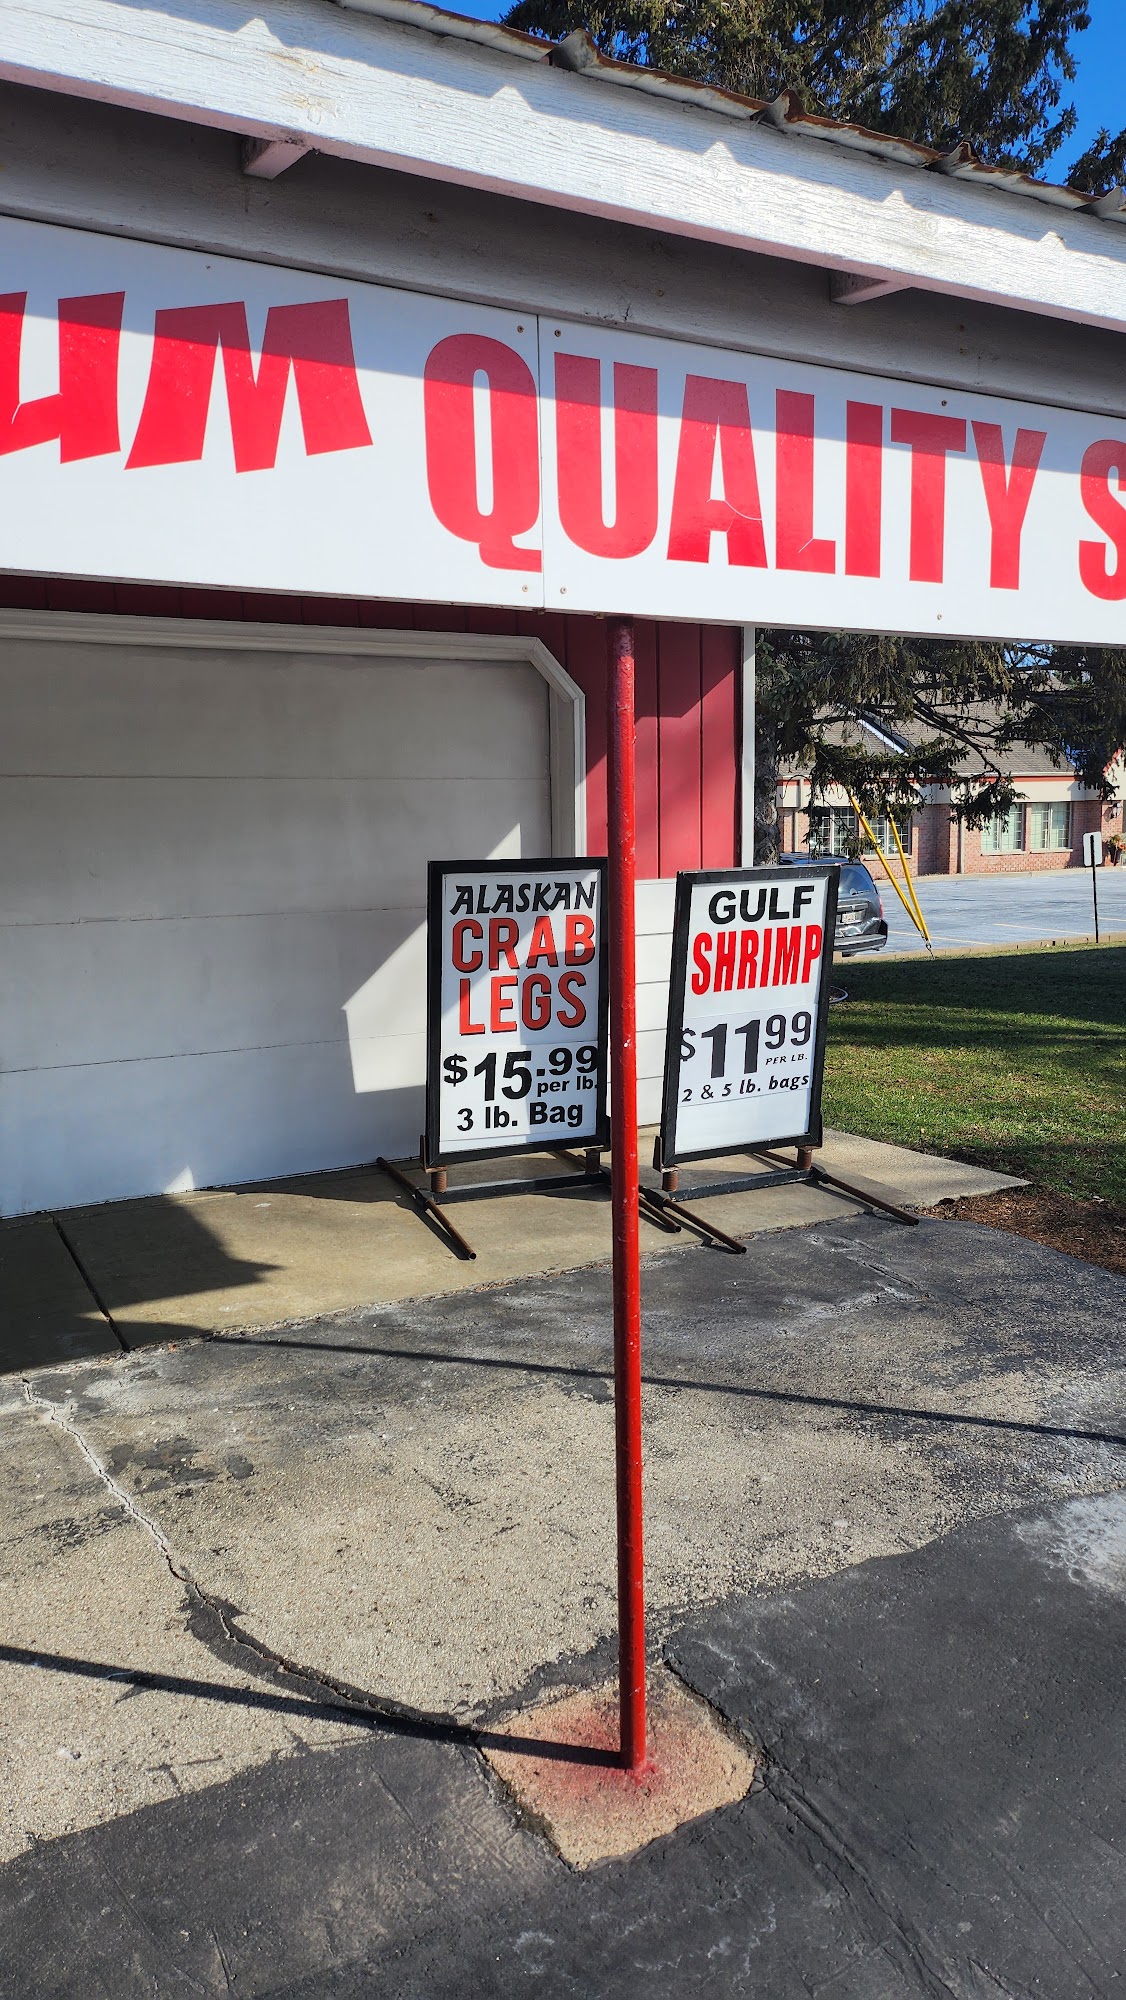 um QUALITY S
ALASKAN
CRAB
LEGS
$15.99
per lb.
3 lb. Bag
GULF
SHRIMP
$11 99
PER LB.
2 & 5 lb. bags